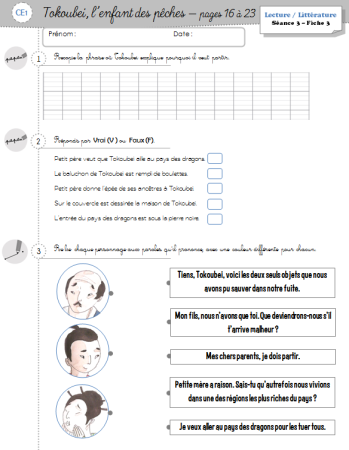 CE1
Tokoubei, l'enfant des pêches – pages 16 à 23
Lecture / Littérature
Séance 3 – Fiche 3
Prénom :
Date :
1
Recopie la phrase où Tokoubei explique pourquoi il veut partir.
2
Réponds par Vrai (V) ou Faux (F).
Petit père veut que Tokoubei aille au pays des dragons.
Le baluchon de Tokoubei est rempli de boulettes.
Petit père donne l'épée de ses ancêtres à Tokoubei.
Sur le couvercle est dessinée la maison de Tokoubei.
L'entrée du pays des dragons est sous la pierre noire.
3
Relie chaque personnage aux paroles qu'il prononce, avec une couleur différente pour chacun.
Tiens, Tokoubei, voici les deux seuls objets que nous
avons pu sauver dans notre fuite.
Mon fils, nous n'avons que toi. Que deviendrons-nous s'il
t'arrive malheur ?
Mes chers parents, je dois partir.
Petite mère a raison. Sais-tu qu'autrefois nous vivions
dans une des régions les plus riches du pays ?
Je veux aller au pays des dragons pour les tuer tous.